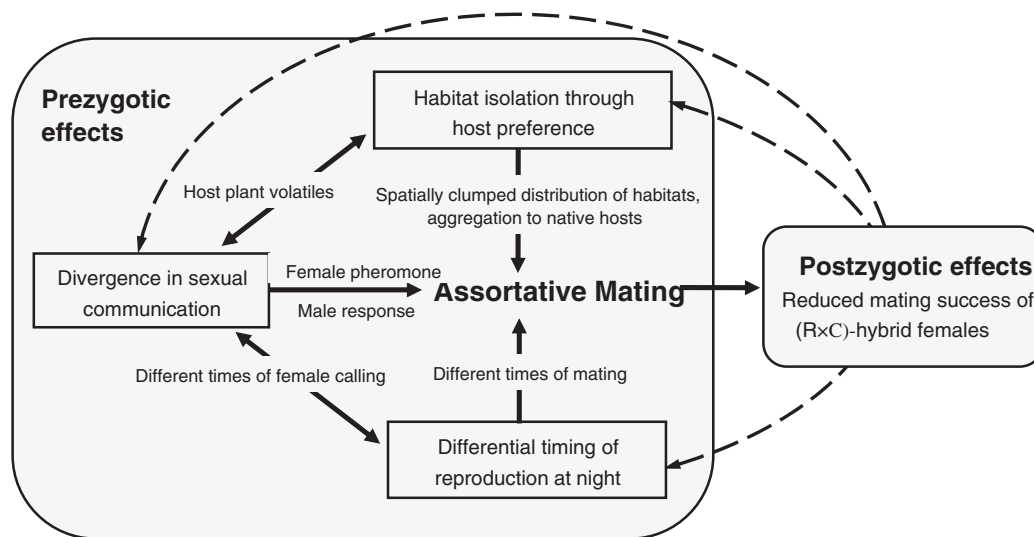 Prezygotic
effects
Habitat isolation through
host preference
Host plant volatiles
Spatially clumped distribution of habitats,
aggregation to native hosts
Divergence in sexual
communication
Female pheromone
Male response
Assortative Mating
Postzygotic effects
Reduced mating success of
(R×C)-hybrid females
Different times of female calling
Different times of mating
Differential timing of
reproduction at night